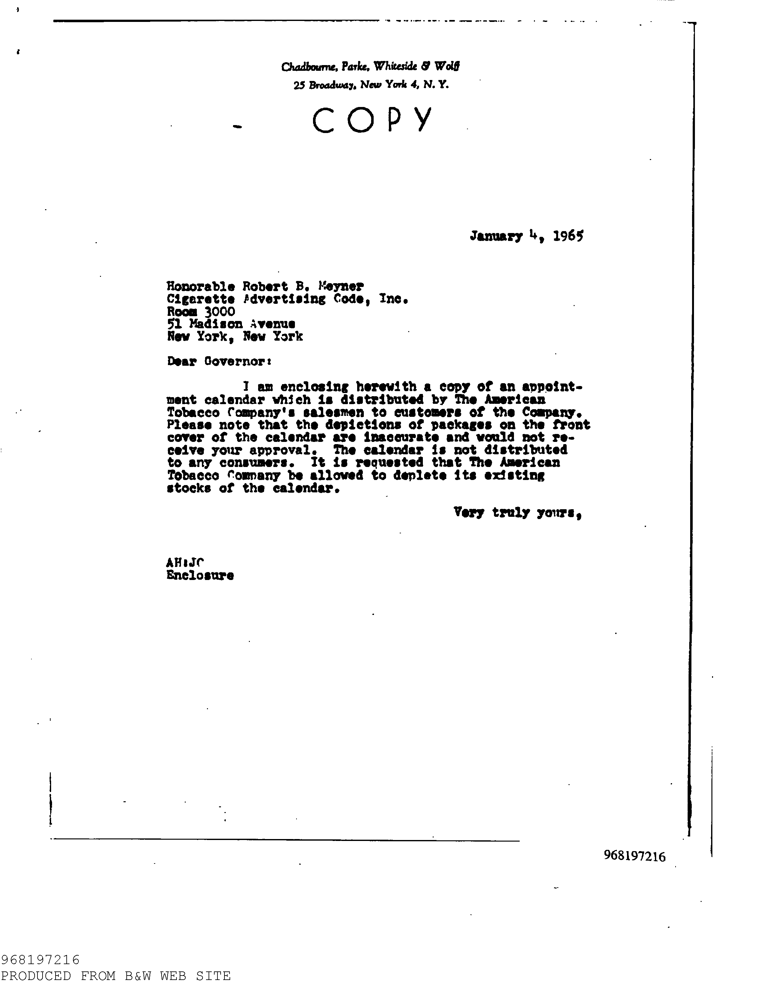 Chadbourne, Parke, Whiteside & Wolff
25 Broadway, New York 4, N. Y.
COPY
January 4, 1965
Honorable Robert B. Meyner
Cigarette Advertising Code, Inc.
Room 3000
51 Madison Avenue
New York, New York
Dear Governor:
I am enclosing herewith a copy of an appoint-
ment calendar which is distributed by The American
Tobacco Company's salesmen to customers of the Company.
Please note that the depictions of packages on the front
cover of the calendar are inaccurate and would not re-
ceive your approval. The calendar is not distributed
to any consumers. It is requested that The American
Tobacco Company be allowed to deplete its existing
stocks of the calendar.
Very truly yours,
AH:JC
Enclosure
968197216
968197216
PRODUCED FROM B&W WEB SITE